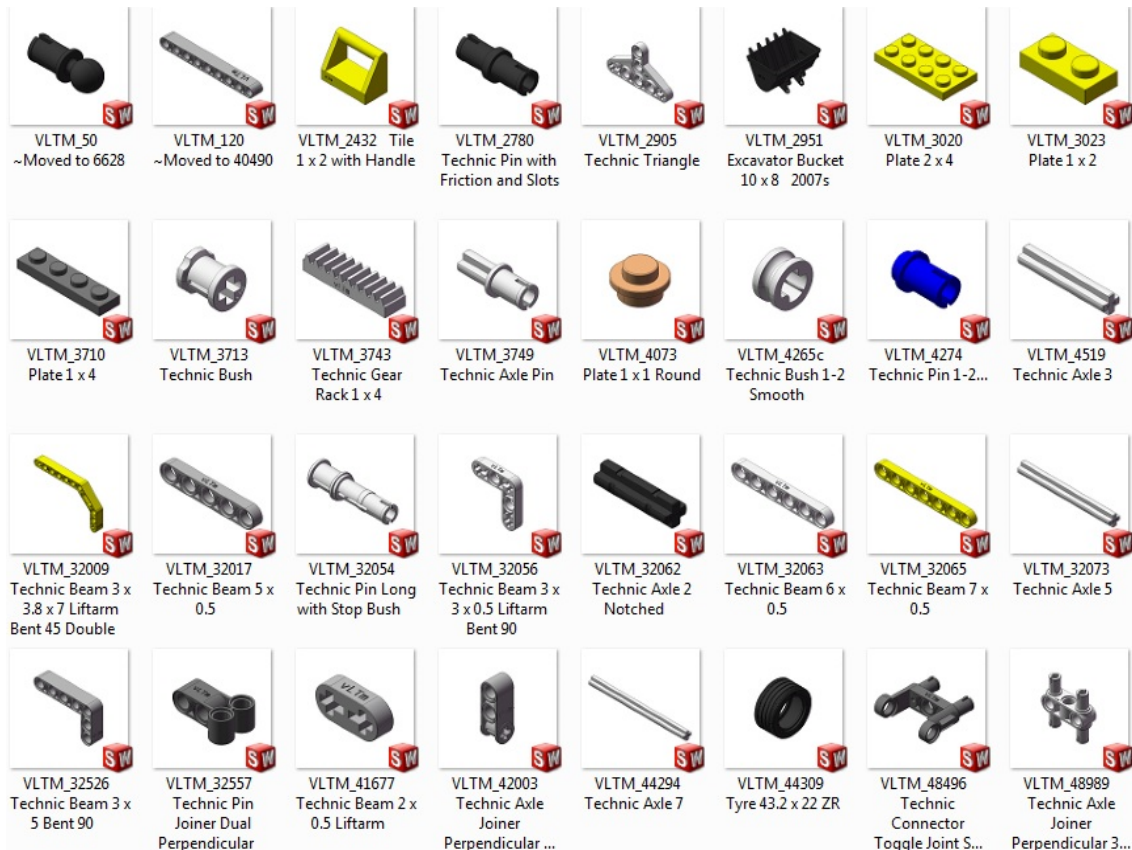 VLTM_50
~Moved to 6628
VLTM_120
~Moved to 40490
VLTM_2432 Tile
1 x 2 with Handle
VLTM_2780
Technic Pin with
Friction and Slots
VLTM_2905
Technic Triangle
VLTM_2951
Excavator Bucket
10 x 8 2007s
VLTM_3020
Plate 2 x 4
VLTM_3023
Plate 1 x 2
VLTM_3710
Plate 1 x 4
VLTM_3713
Technic Bush
VLTM_3743
Technic Gear
Rack 1 x 4
VLTM_3749
Technic Axle Pin
VLTM_4073
Plate 1 x 1 Round
VLTM_4265c
Technic Bush 1-2
Smooth
VLTM_4274
Technic Pin 1-2...
VLTM_4519
Technic Axle 3
VLTM_32009
Technic Beam 3 x
3.8 x 7 Liftarm
Bent 45 Double
VLTM_32017
Technic Beam 5 x
0.5
VLTM_32054
Technic Pin Long
with Stop Bush
VLTM_32056
Technic Beam 3 x
3 x 0.5 Liftarm
Bent 90
VLTM_32062
Technic Axle 2
Notched
VLTM_32063
Technic Beam 6 x
0.5
VLTM_32065
Technic Beam 7 x
0.5
VLTM_32073
Technic Axle 5
VLTM_32526
Technic Beam 3 x
5 Bent 90
VLTM_32557
Technic Pin
Joiner Dual
Perpendicular
VLTM_41677
Technic Beam 2 x
0.5 Liftarm
VLTM_42003
Technic Axle
Joiner
Perpendicular ...
VLTM_44294
Technic Axle 7
VLTM_44309
Tyre 43.2 x 22 ZR
VLTM_48496
Technic
Connector
Toggle Joint S...
VLTM_48989
Technic Axle
Joiner
Perpendicular 3...